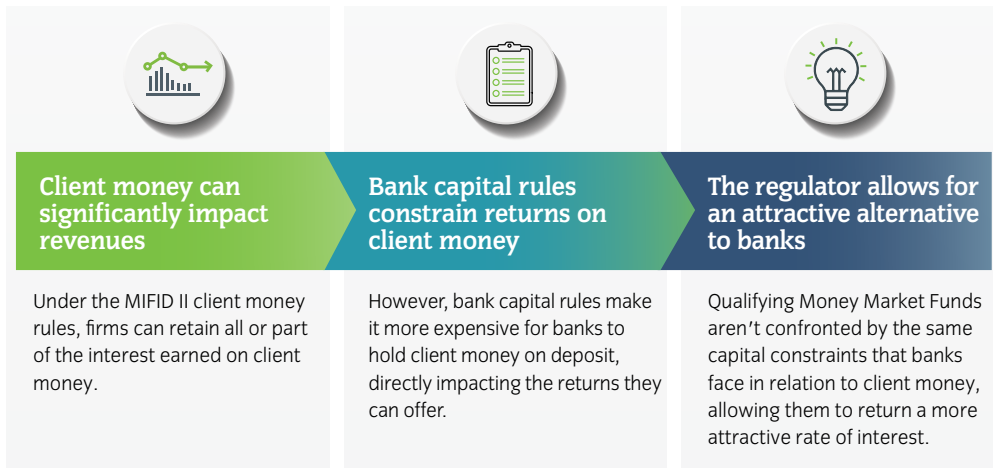 Client money can
significantly impact
revenues
Under the MIFID II client money
rules, firms can retain all or part
of the interest earned on client
money.
Bank capital rules
constrain returns on
client money
However, bank capital rules make
it more expensive for banks to
hold client money on deposit,
directly impacting the returns they
can offer.
The regulator allows for
an attractive alternative
to banks
Qualifying Money Market Funds
aren't confronted by the same
capital constraints that banks
face in relation to client money,
allowing them to return a more
attractive rate of interest.